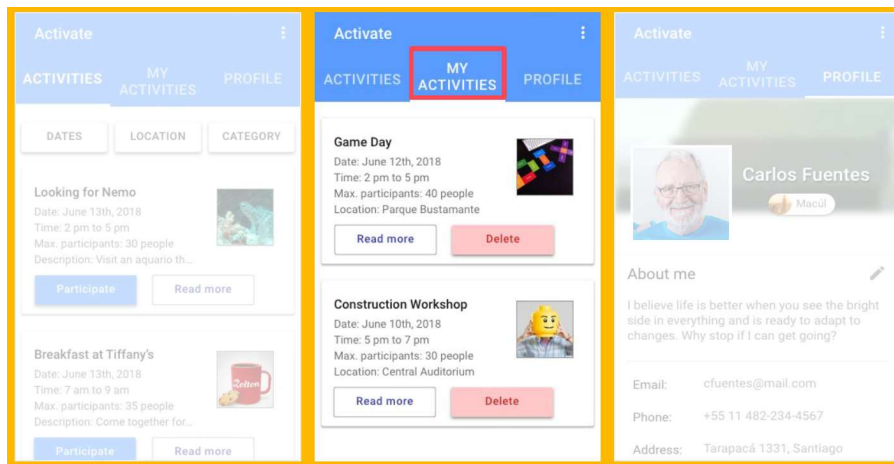 Activate
ACTIVITIES
MY
ACTIVITIES
PROFILE
DATES
LOCATION
CATEGORY
Looking for Nemo
Date: June 13th, 2018
Time: 2 pm to 5 pm
Max. participants: 30 people
Description: Visit an aquario th...
Participate
Read more
Breakfast at Tiffany's
Date: June 13th, 2018
Time: 7 am to 9 am
Max. participants: 35 people
Description: Come together for...
Zolton
Participate
Read more
Activate
ACTIVITIES
MY
ACTIVITIES
PROFILE
Game Day
Date: June 12th, 2018
Time: 2 pm to 5 pm
Max. participants: 40 people
Location: Parque Bustamante
Read more
Delete
Construction Workshop
Date: June 10th, 2018
Time: 5 pm to 7 pm
Max. participants: 30 people
Location: Central Auditorium
Read more
Delete
Activate
ACTIVITIES
MY
ACTIVITIES
PROFILE
Carlos Fuentes
Macúl
About me
I believe life is better when you see the bright
side in everything and is ready to adapt to
changes. Why stop if I can get going?
Email: cfuentes@mail.com
Phone: +55 11 482-234-4567
Address: Tarapacá 1331, Santiago